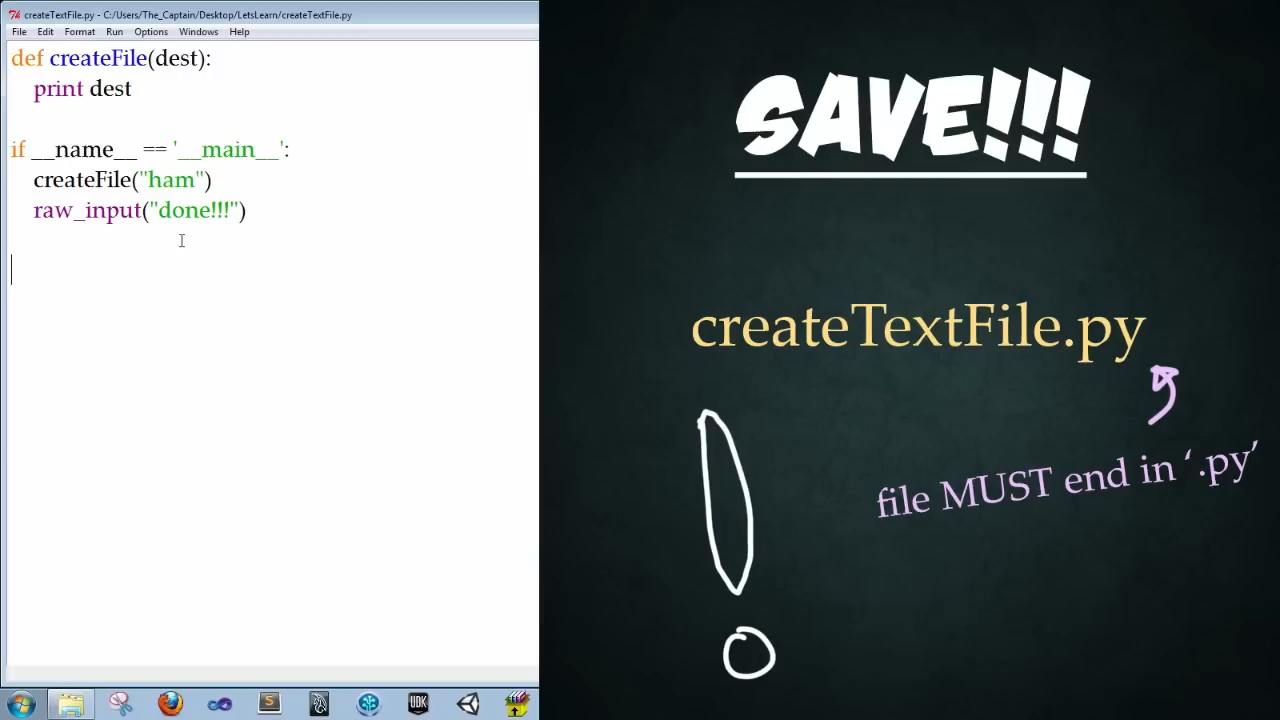 createTextFile.py - C:/Users/The_Captain/Desktop/LetsLearn/createTextFile.py
File Edit Format Run Options Windows Help
def createFile(dest):
    print dest
if __name__ == '__main__':
    createFile("ham")
    raw_input("done!!!")
SAVE!!!
createTextFile.py
file MUST end in ‘.py’
!
S
UDK